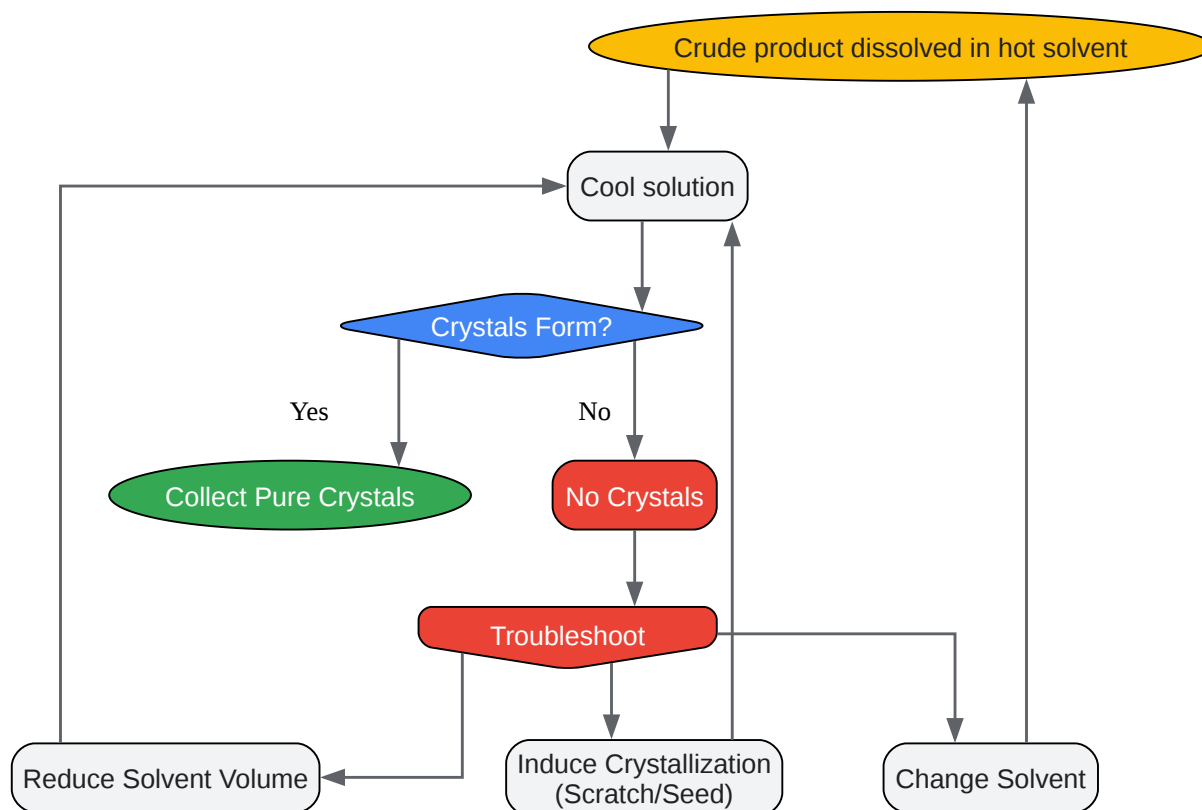 Crude product dissolved in hot solvent
Cool solution
Crystals Form?
Yes
No
Collect Pure Crystals
No Crystals
Troubleshoot
Reduce Solvent Volume
Induce Crystallization
(Scratch/Seed)
Change Solvent